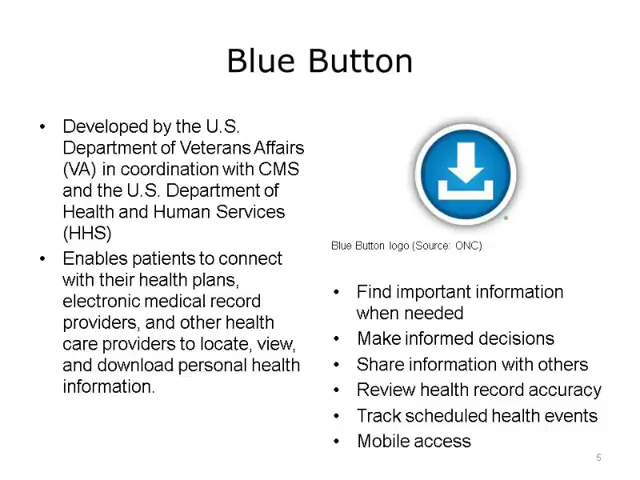 Blue Button
• Developed by the U.S.
Department of Veterans Affairs
(VA) in coordination with CMS
and the U.S. Department of
Health and Human Services
(HHS)
• Enables patients to connect
with their health plans,
electronic medical record
providers, and other health
care providers to locate, view,
and download personal health
information.
Blue Button logo (Source: ONC)
• Find important information
when needed
• Make informed decisions
• Share information with others
• Review health record accuracy
• Track scheduled health events
• Mobile access
5